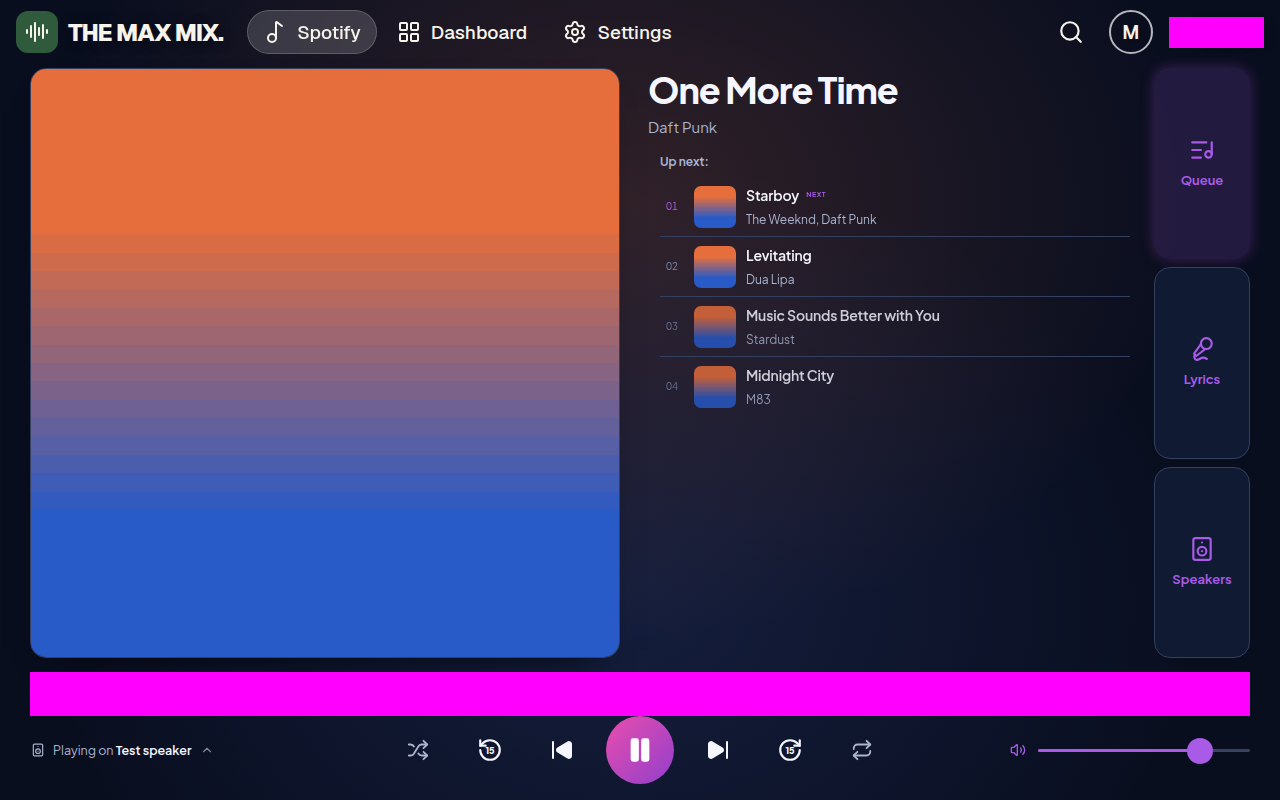 THE MAX MIX.
Spotify
Dashboard
Settings
M
One More Time
Daft Punk
Up next:
01
Starboy NEXT
The Weeknd, Daft Punk
02
Levitating
Dua Lipa
03
Music Sounds Better with You
Stardust
04
Midnight City
M83
Queue
Lyrics
Speakers
Playing on Test speaker
15
15